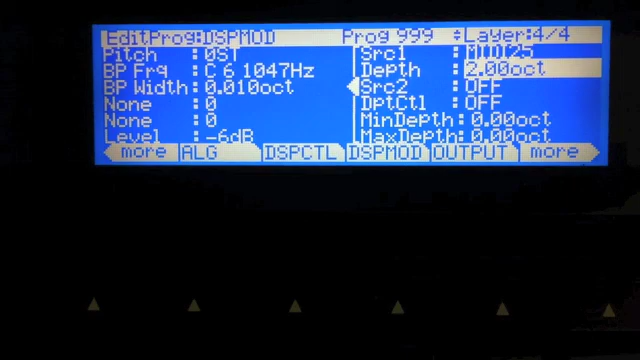 EditProg:DSPMOD Prog 999 Layer:4/4
Pitch :0ST Src1 :MIDI25
BP Frq :C 6 1047Hz Depth :2.00oct
BP Width:0.010oct Src2 :OFF
None :0 DptCtl :OFF
None :0 MinDepth:0.00oct
Level :-6dB MaxDepth:0.00oct
more ALG DSPCTL DSPMOD OUTPUT more